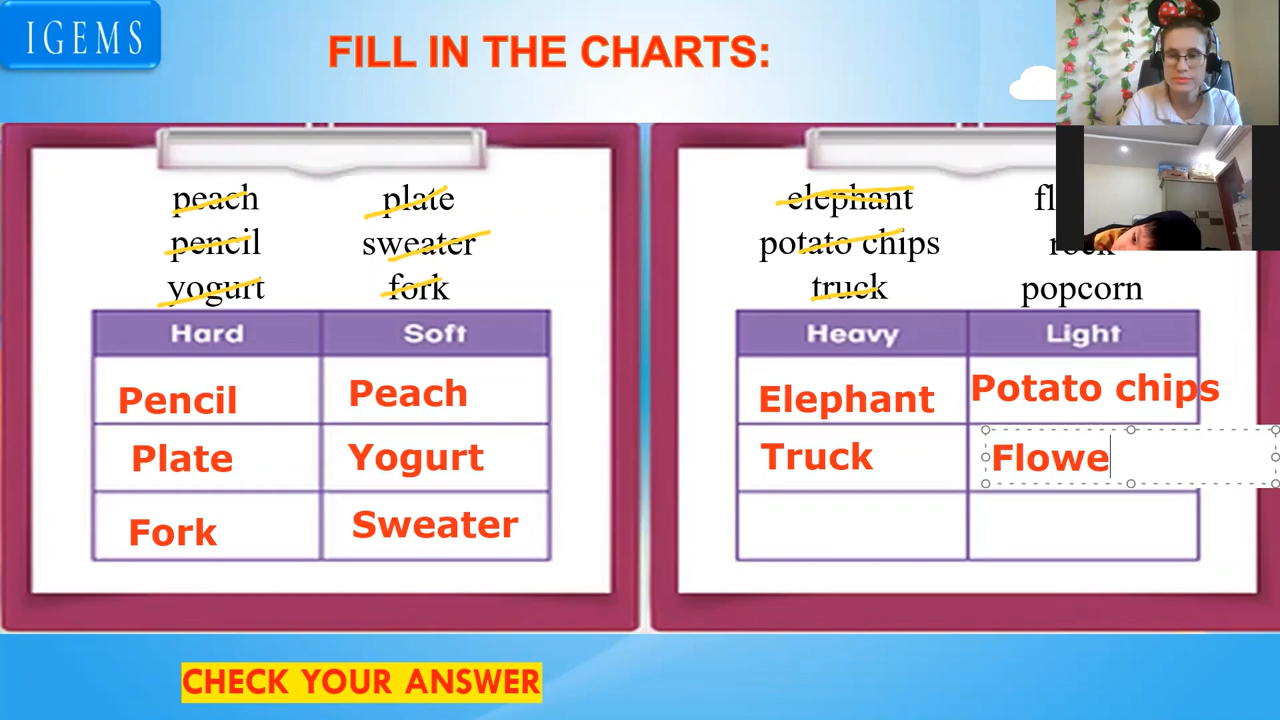 IGEMS
FILL IN THE CHARTS:
peach plate
pencil sweater
yogurt fork
Hard Soft
Pencil Peach
Plate Yogurt
Fork Sweater
elephant
potato chips
truck popcorn
Heavy Light
Elephant Potato chips
Truck Flowe
CHECK YOUR ANSWER